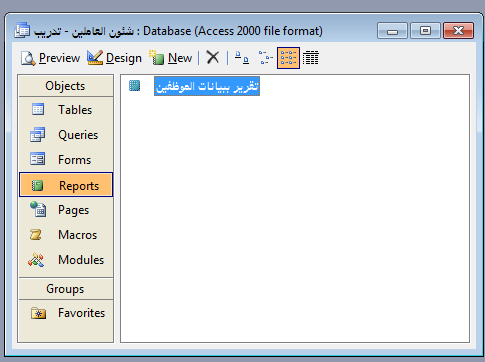 شئون العاملين - تدريب : Database (Access 2000 file format)
Preview Design New
Objects
Tables
Queries
Forms
Reports
Pages
Macros
Modules
Groups
Favorites
تقرير ببيانات الموظفين